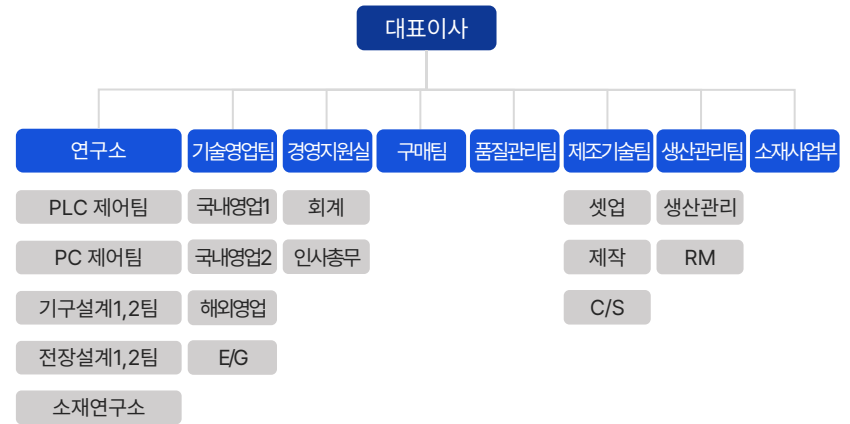 대표이사
연구소 기술영업팀 경영지원실 구매팀 품질관리팀 제조기술팀 생산관리팀 소재사업부
PLC 제어팀 국내영업1 회계 셋업 생산관리
PC 제어팀 국내영업2 인사총무 제작 RM
기구설계1,2팀 해외영업 C/S
전장설계1,2팀 E/G
소재연구소